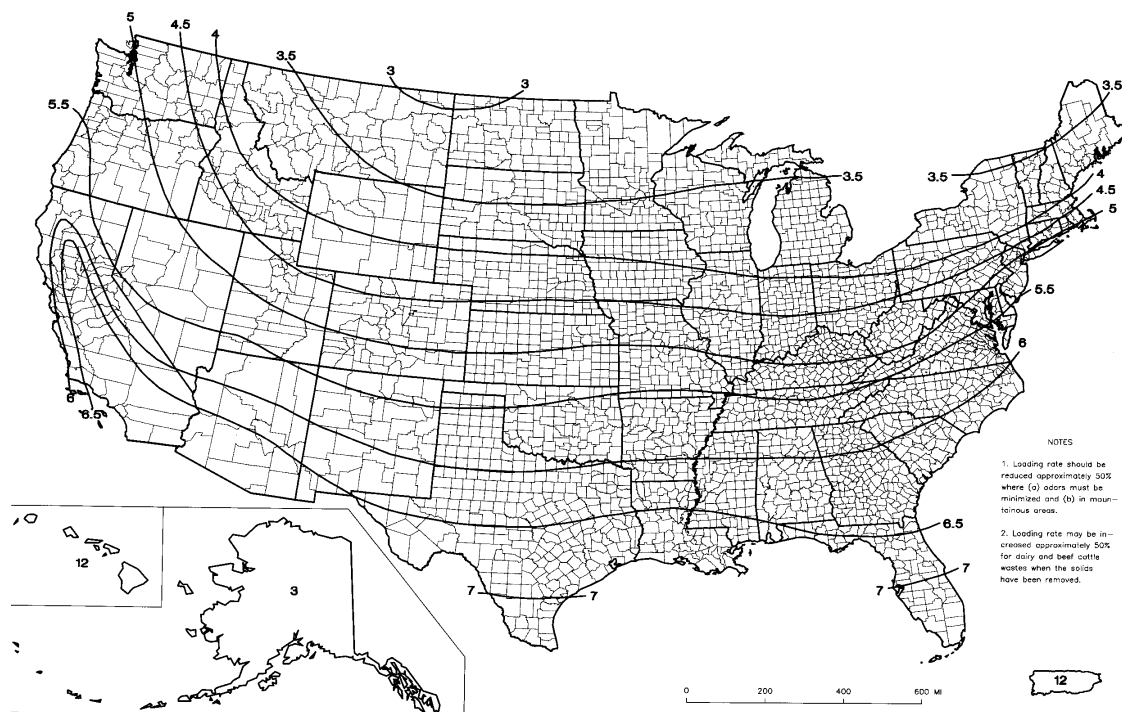 5
4.5
4
3.5
3
3
5.5
3.5
3.5
3.5
4
4.5
5
5.5
6
6
6.5
NOTES
1. Loading rate should be
reduced approximately 50%
where (a) odors must be
minimized and (b) in moun-
tainous areas.
2. Loading rate may be in-
creased approximately 50%
for dairy and beef cattle
wastes when the solids
have been removed.
6.5
7
7
7
7
12
3
12
0
200
400
600 MI